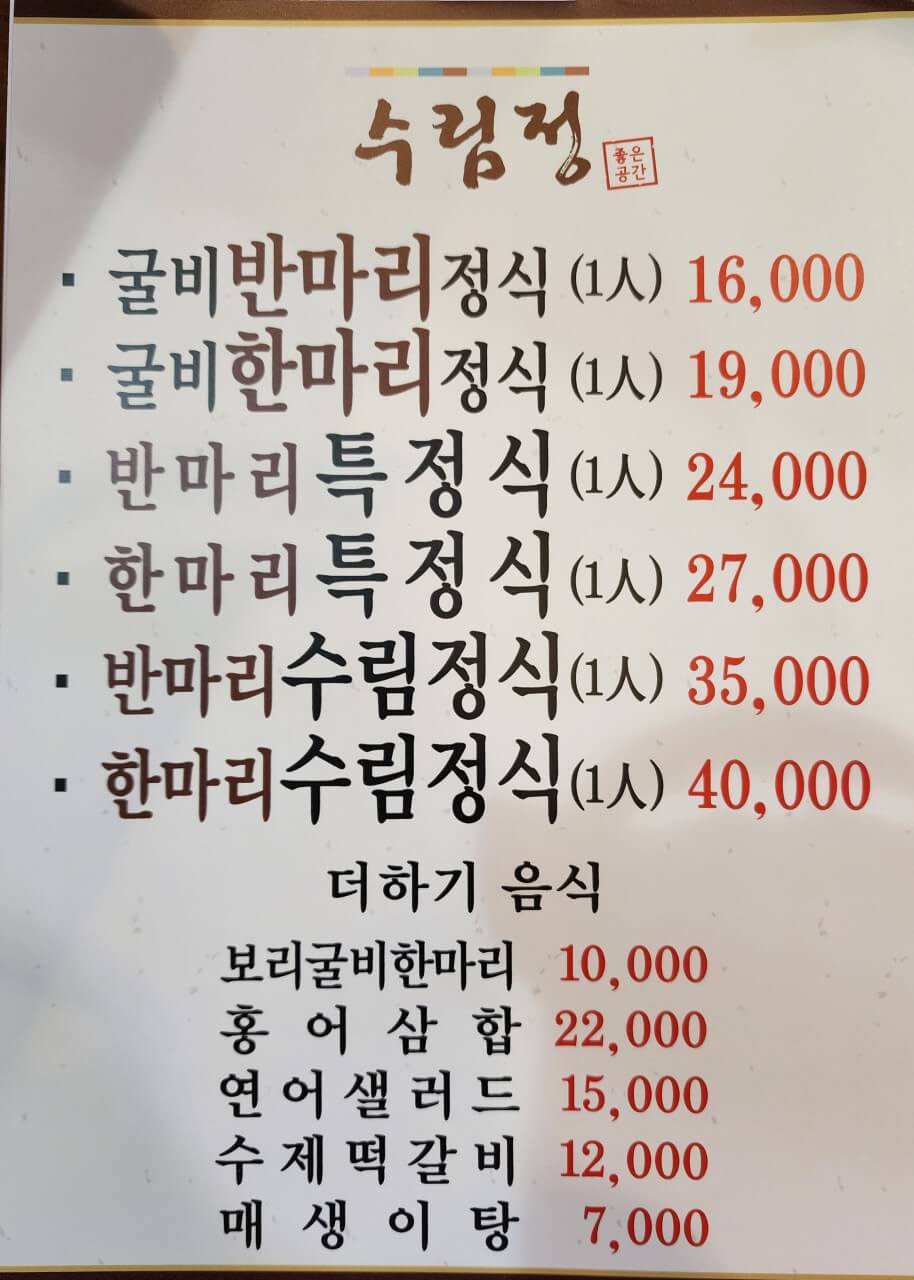 수림정
좋은
공간
▪ 굴비반마리정식 (1人) 16,000
▪ 굴비한마리정식 (1人) 19,000
▪ 반마리특정식 (1人) 24,000
▪ 한마리특정식 (1人) 27,000
▪ 반마리수림정식(1人) 35,000
▪ 한마리수림정식(1人) 40,000
더하기 음식
보리굴비한마리 10,000
홍어삼합 22,000
연어샐러드 15,000
수제떡갈비 12,000
매생이탕 7,000